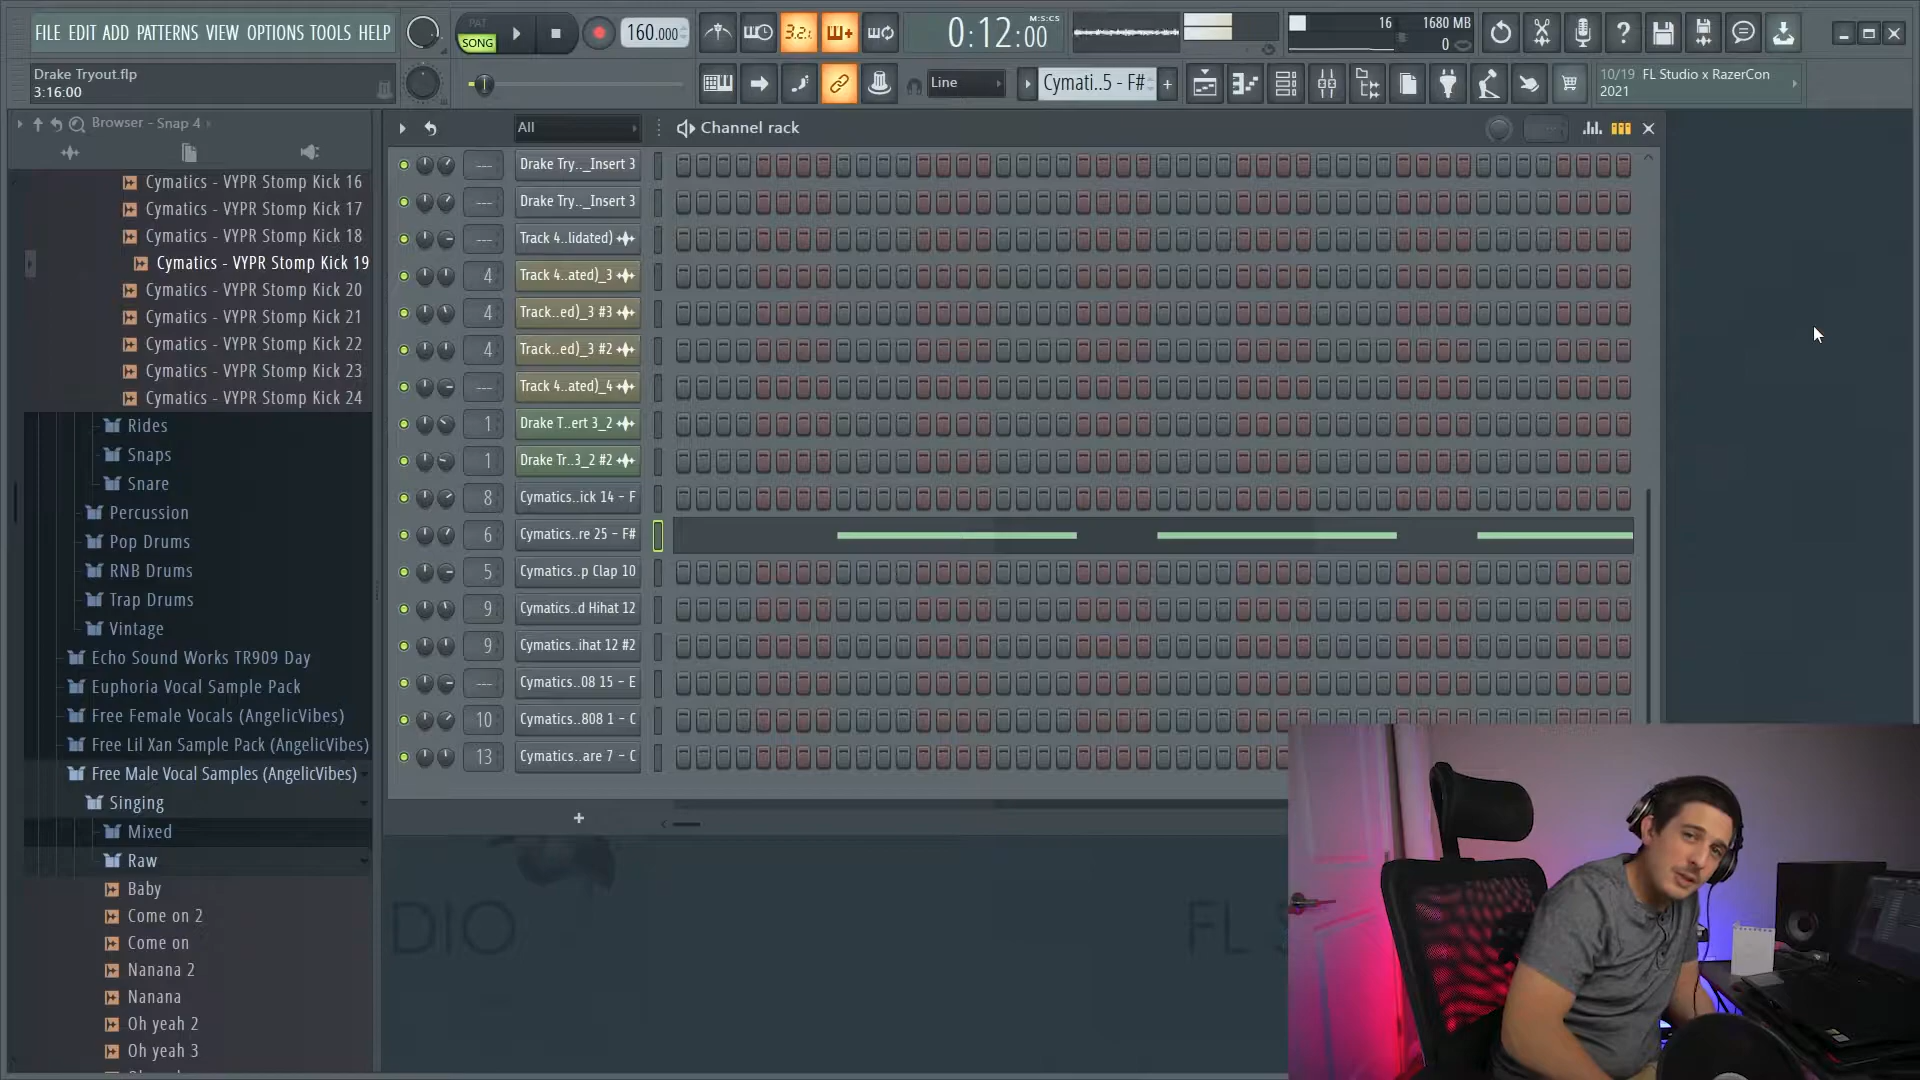 FILE EDIT ADD PATTERNS VIEW OPTIONS TOOLS HELP
PAT
SONG
160.000
3.2.
0:12:00
M:S:CS
16
1680 MB
0
Drake Tryout.flp
3:16:00
Line
Cymati..5 - F#
+
10/19 FL Studio x RazerCon
2021
Browser - Snap 4
All
Channel rack
Cymatics - VYPR Stomp Kick 16
Cymatics - VYPR Stomp Kick 17
Cymatics - VYPR Stomp Kick 18
Cymatics - VYPR Stomp Kick 19
Cymatics - VYPR Stomp Kick 20
Cymatics - VYPR Stomp Kick 21
Cymatics - VYPR Stomp Kick 22
Cymatics - VYPR Stomp Kick 23
Cymatics - VYPR Stomp Kick 24
Rides
Snaps
Snare
Percussion
Pop Drums
RNB Drums
Trap Drums
Vintage
Echo Sound Works TR909 Day
Euphoria Vocal Sample Pack
Free Female Vocals (AngelicVibes)
Free Lil Xan Sample Pack (AngelicVibes)
Free Male Vocal Samples (AngelicVibes)
Singing
Mixed
Raw
Baby
Come on 2
Come on
Nanana 2
Nanana
Oh yeah 2
Oh yeah 3
--- Drake Try.._Insert 3
--- Drake Try.._Insert 3
--- Track 4..lidated)
4 Track 4..ated)_3
4 Track..ed)_3 #3
4 Track..ed)_3 #2
--- Track 4..ated)_4
1 Drake T..ert 3_2
1 Drake Tr..3_2 #2
8 Cymatics..ick 14 - F
6 Cymatics..re 25 - F#
5 Cymatics..p Clap 10
9 Cymatics..d Hihat 12
9 Cymatics..ihat 12 #2
--- Cymatics..08 15 - E
10 Cymatics..808 1 - C
13 Cymatics..are 7 - C
+
DIO
FL S